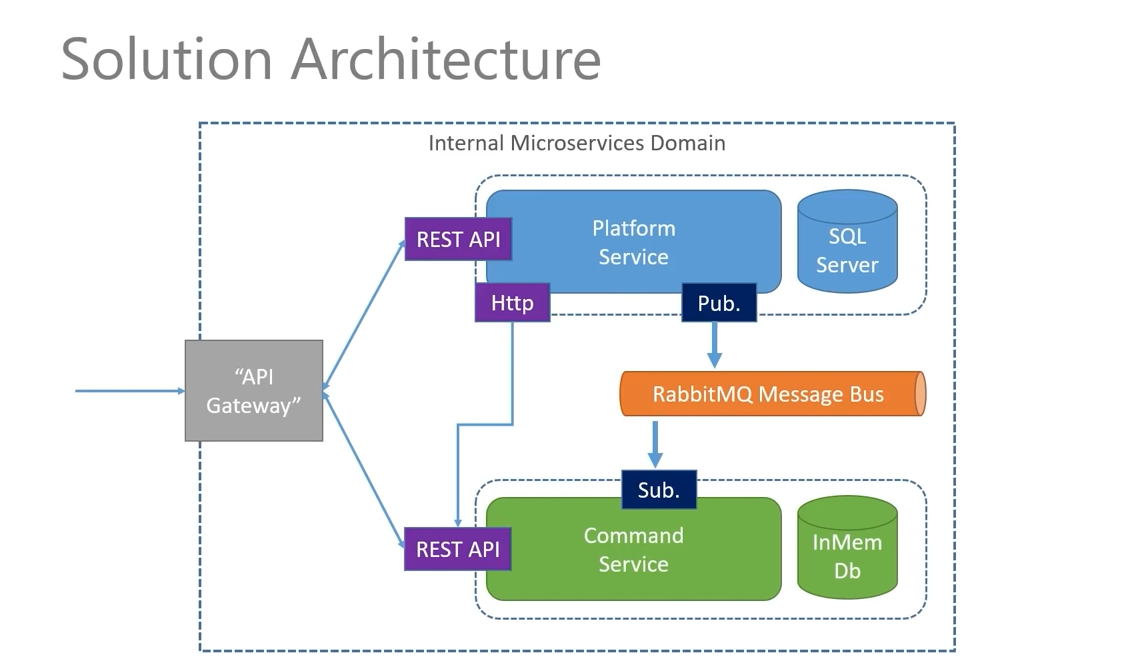 Solution Architecture
Internal Microservices Domain
REST API
Platform
Service
SQL
Server
Http
Pub.
“API
Gateway”
RabbitMQ Message Bus
Sub.
REST API
Command
Service
InMem
Db